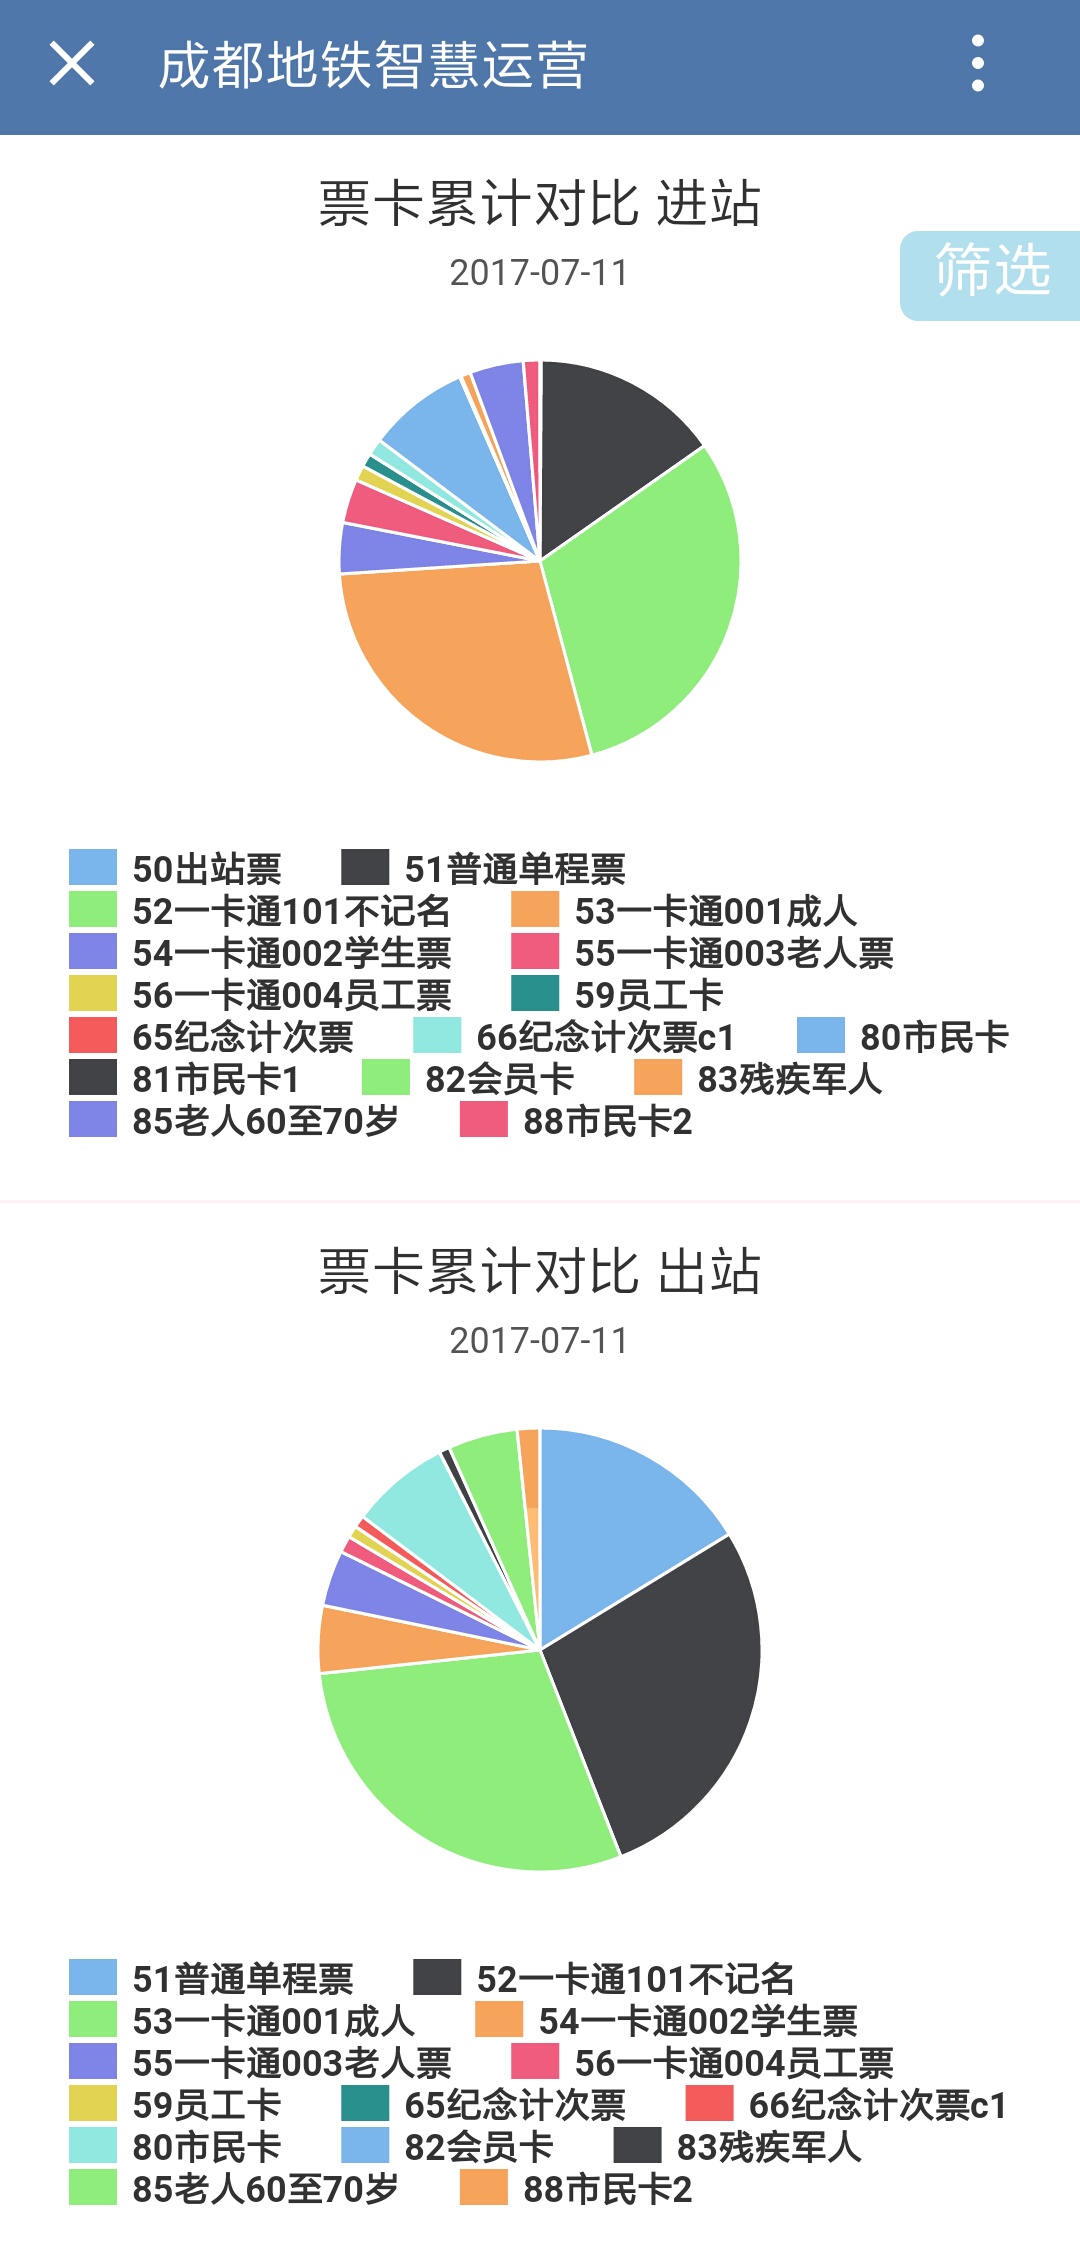 成都地铁智慧运营
票卡累计对比 进站
2017-07-11
筛选
50出站票 51普通单程票
52一卡通101不记名 53一卡通001成人
54一卡通002学生票 55一卡通003老人票
56一卡通004员工票 59员工卡
65纪念计次票 66纪念计次票c1 80市民卡
81市民卡1 82会员卡 83残疾军人
85老人60至70岁 88市民卡2
票卡累计对比 出站
2017-07-11
51普通单程票 52一卡通101不记名
53一卡通001成人 54一卡通002学生票
55一卡通003老人票 56一卡通004员工票
59员工卡 65纪念计次票 66纪念计次票c1
80市民卡 82会员卡 83残疾军人
85老人60至70岁 88市民卡2